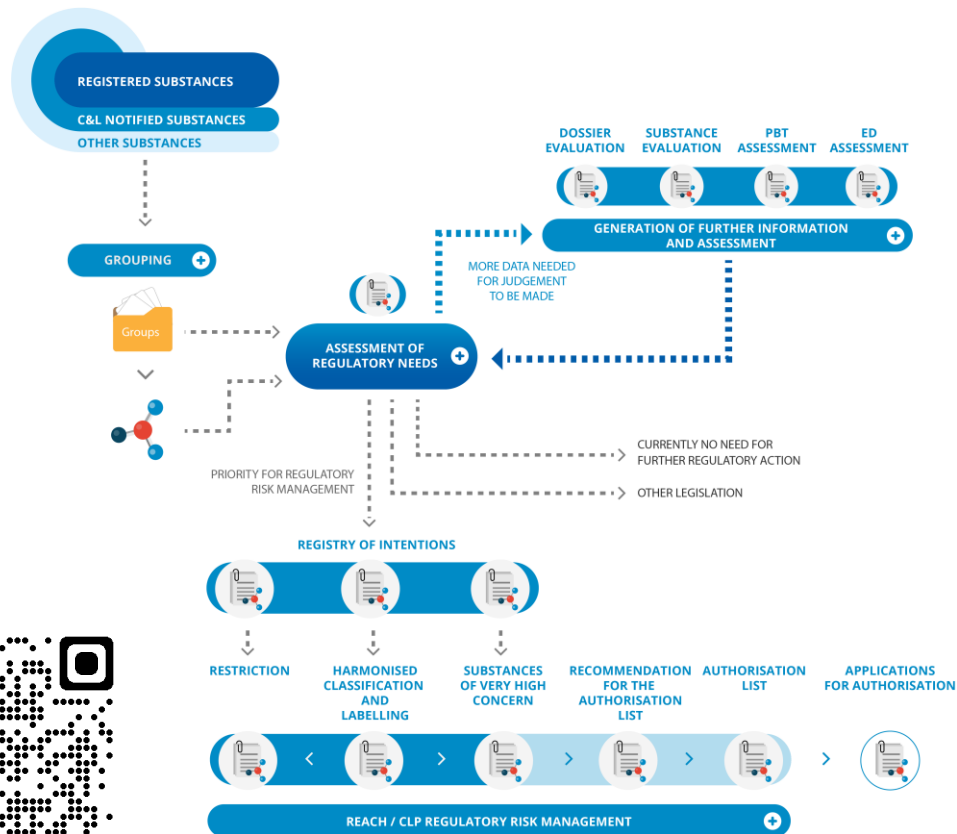 REGISTERED SUBSTANCES
C&L NOTIFIED SUBSTANCES
OTHER SUBSTANCES
GROUPING
Groups
DOSSIER
EVALUATION
SUBSTANCE
EVALUATION
PBT
ASSESSMENT
ED
ASSESSMENT
GENERATION OF FURTHER INFORMATION
AND ASSESSMENT
MORE DATA NEEDED
FOR JUDGEMENT
TO BE MADE
ASSESSMENT OF
REGULATORY NEEDS
CURRENTLY NO NEED FOR
FURTHER REGULATORY ACTION
OTHER LEGISLATION
PRIORITY FOR REGULATORY
RISK MANAGEMENT
REGISTRY OF INTENTIONS
RESTRICTION
HARMONISED
CLASSIFICATION
AND
LABELLING
SUBSTANCES
OF VERY HIGH
CONCERN
RECOMMENDATION
FOR THE
AUTHORISATION
LIST
AUTHORISATION
LIST
APPLICATIONS
FOR AUTHORISATION
REACH / CLP REGULATORY RISK MANAGEMENT